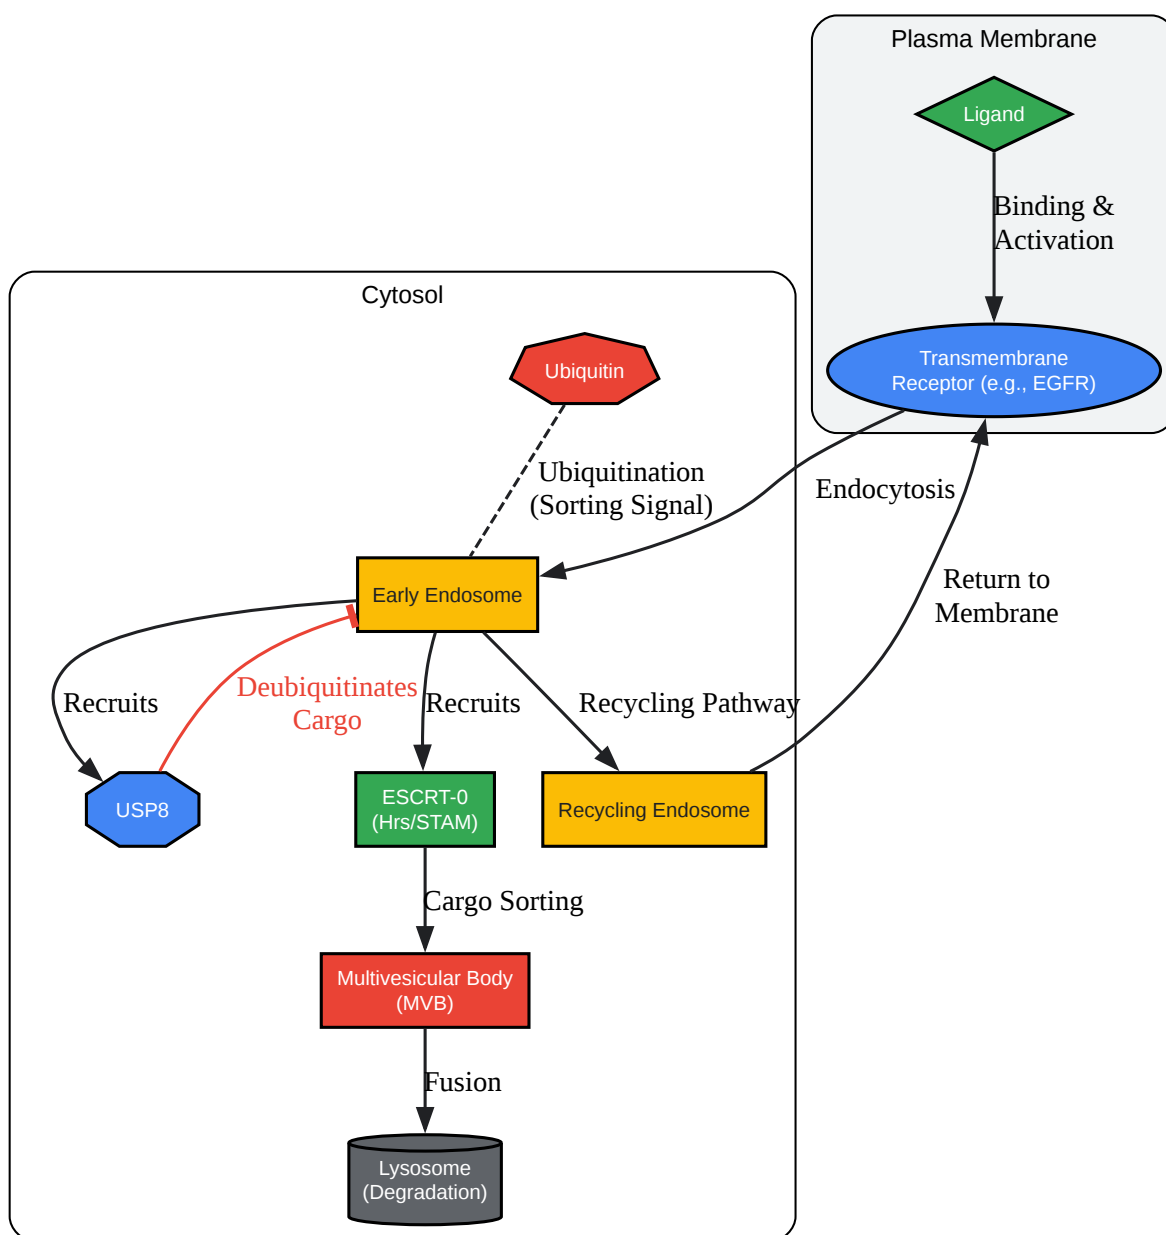 Plasma Membrane
Ligand
Binding &
Activation
Cytosol
Transmembrane
Receptor (e.g., EGFR)
Ubiquitin
Ubiquitination
(Sorting Signal)
Endocytosis
Early Endosome
Return to
Membrane
Recruits
Deubiquitinates
Cargo
Recruits
Recycling Pathway
USP8
ESCRT-0
(Hrs/STAM)
Recycling Endosome
Cargo Sorting
Multivesicular Body
(MVB)
Fusion
Lysosome
(Degradation)